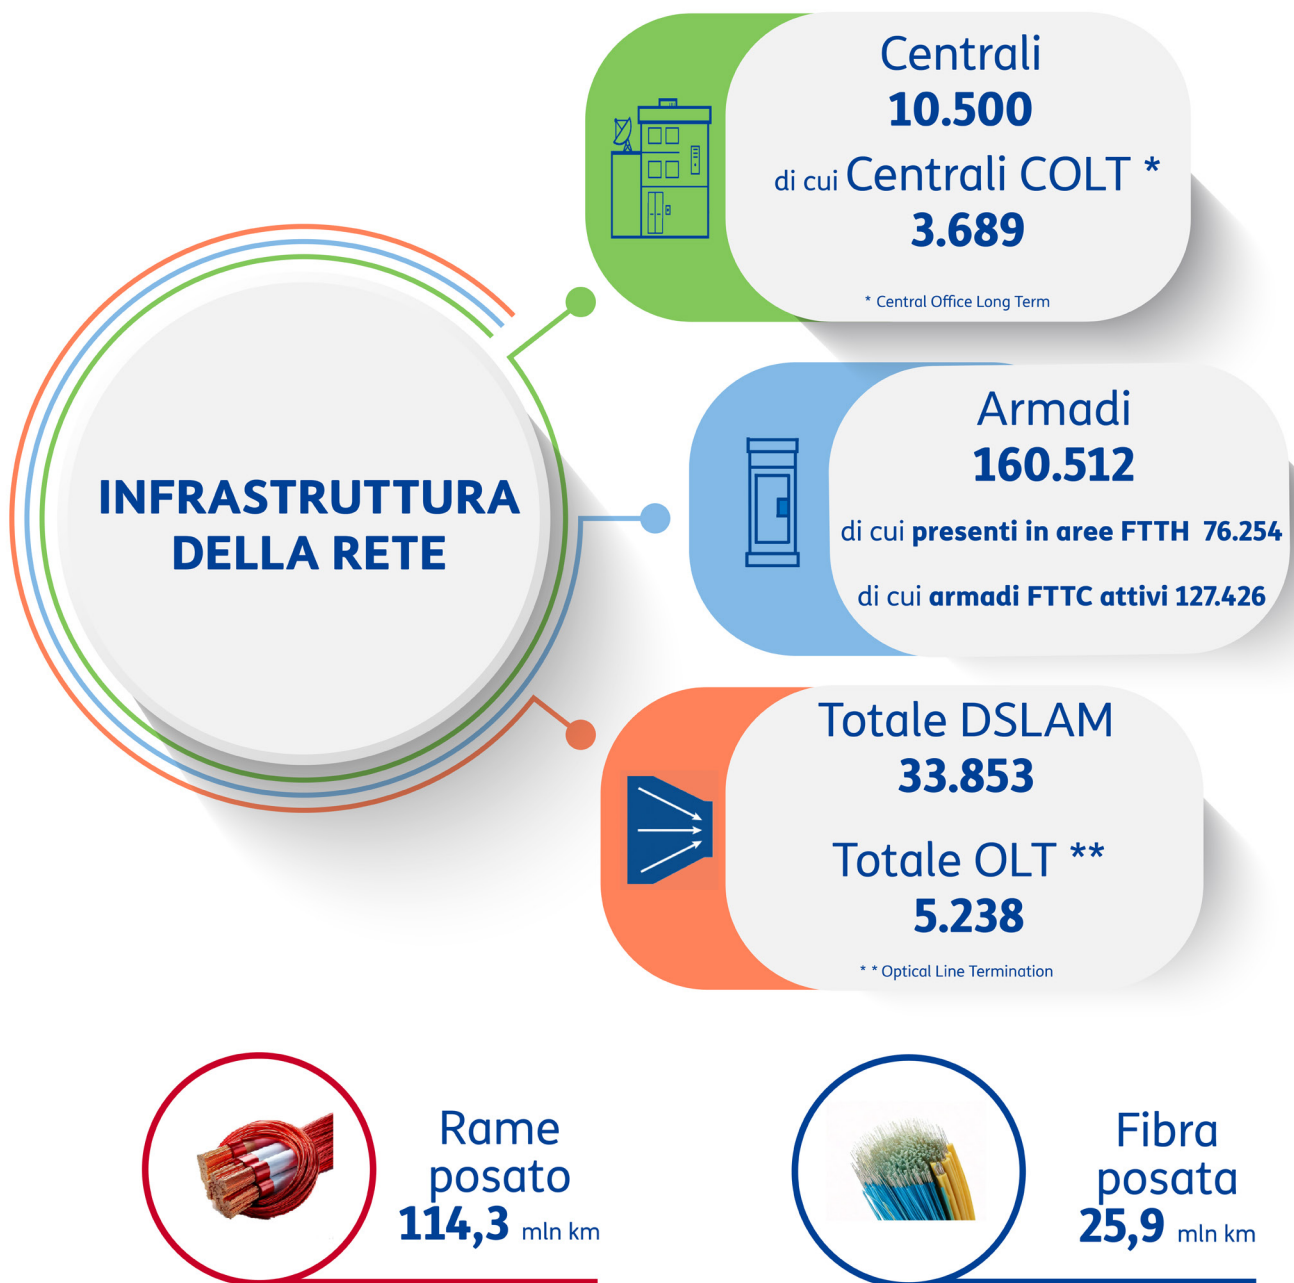 Centrali
10.500
di cui Centrali COLT *
3.689
* Central Office Long Term
INFRASTRUTTURA
DELLA RETE
Armadi
160.512
di cui presenti in aree FTTH 76.254
di cui armadi FTTC attivi 127.426
Totale DSLAM
33.853
Totale OLT **
5.238
* * Optical Line Termination
Rame
posato
114,3 mln km
Fibra
posata
25,9 mln km